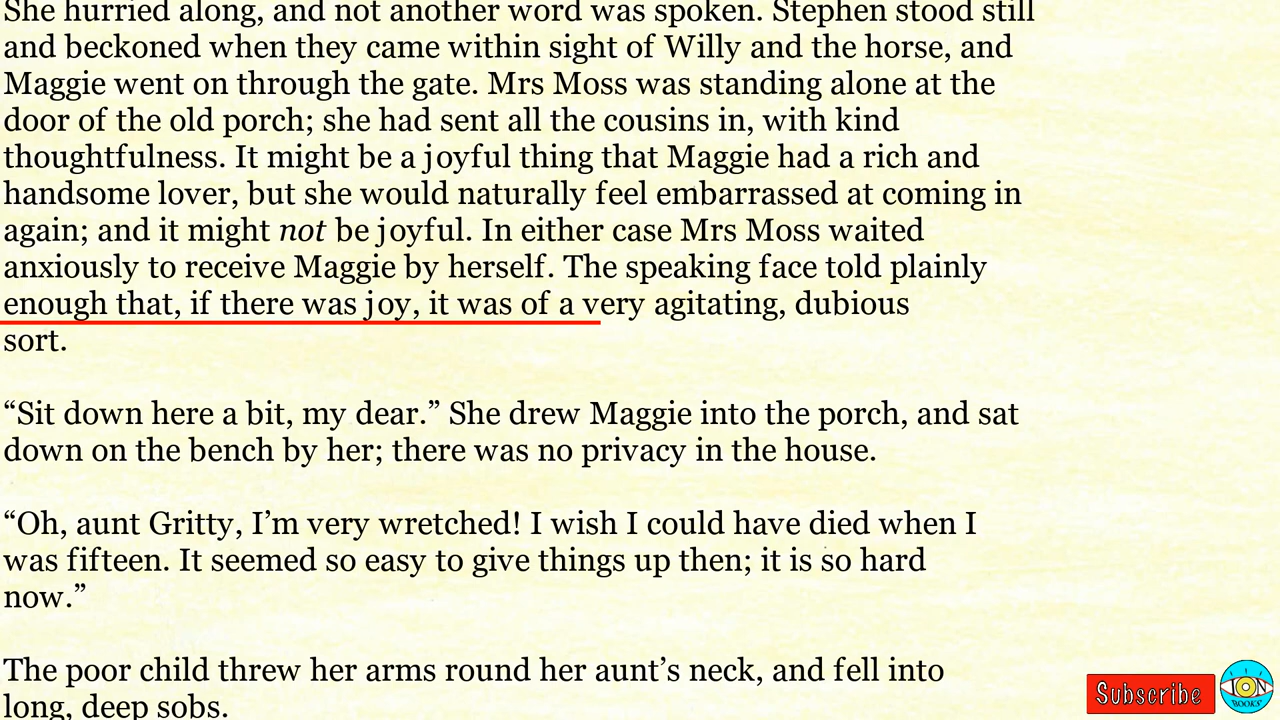 She hurried along, and not another word was spoken. Stephen stood still
and beckoned when they came within sight of Willy and the horse, and
Maggie went on through the gate. Mrs Moss was standing alone at the
door of the old porch; she had sent all the cousins in, with kind
thoughtfulness. It might be a joyful thing that Maggie had a rich and
handsome lover, but she would naturally feel embarrassed at coming in
again; and it might not be joyful. In either case Mrs Moss waited
anxiously to receive Maggie by herself. The speaking face told plainly
enough that, if there was joy, it was of a very agitating, dubious
sort.
“Sit down here a bit, my dear.” She drew Maggie into the porch, and sat
down on the bench by her; there was no privacy in the house.
“Oh, aunt Gritty, I’m very wretched! I wish I could have died when I
was fifteen. It seemed so easy to give things up then; it is so hard
now.”
The poor child threw her arms round her aunt’s neck, and fell into
long, deep sobs.
Subscribe
ION
BOOKS